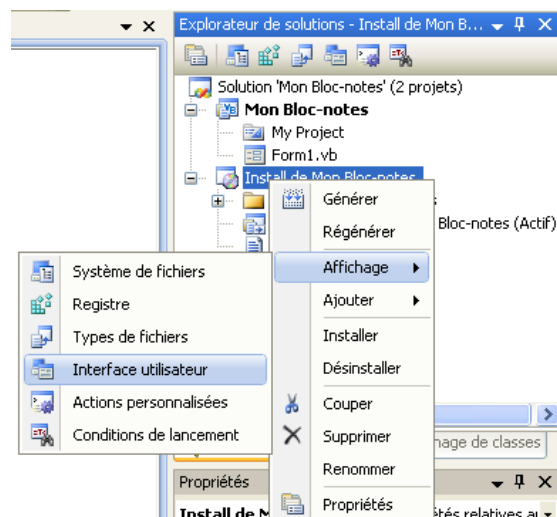 Explorateur de solutions - Install de Mon B...
Solution 'Mon Bloc-notes' (2 projets)
Mon Bloc-notes
My Project
Form1.vb
Install de Mon Bloc-notes
Bloc-notes (Actif)
Générer
Régénérer
Affichage
Ajouter
Installer
Désinstaller
Couper
Supprimer
Renommer
Propriétés
Système de fichiers
Registre
Types de fichiers
Interface utilisateur
Actions personnalisées
Conditions de lancement
de classes
Propriétés
Install de
relatives